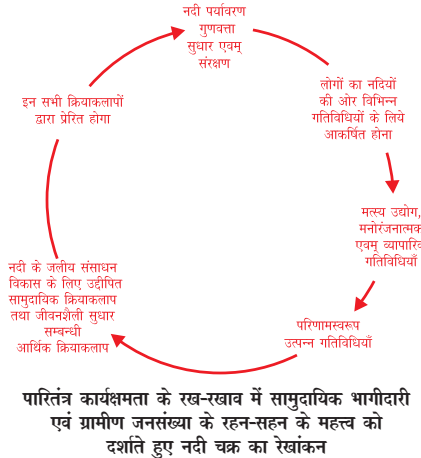 नदी पर्यावरण
गुणवत्ता
सुधार एवम्
संरक्षण
लोगों का नदियों
की ओर विभिन्न
गतिविधियों के लिये
आकर्षित होना
मत्स्य उद्योग,
मनोरंजनात्मक
एवम् व्यापारिक
गतिविधियाँ
परिणामस्वरूप
उत्पन्न गतिविधियाँ
नदी के जलीय संसाधन
विकास के लिए उद्दीपित
सामुदायिक क्रियाकलाप
तथा जीवनशैली सुधार
सम्बन्धी
आर्थिक क्रियाकलाप
इन सभी क्रियाकलापों
द्वारा प्रेरित होगा
पारितंत्र कार्यक्षमता के रख-रखाव में सामुदायिक भागीदारी
एवं ग्रामीण जनसंख्या के रहन-सहन के महत्त्व को
दर्शाते हुए नदी चक्र का रेखांकन